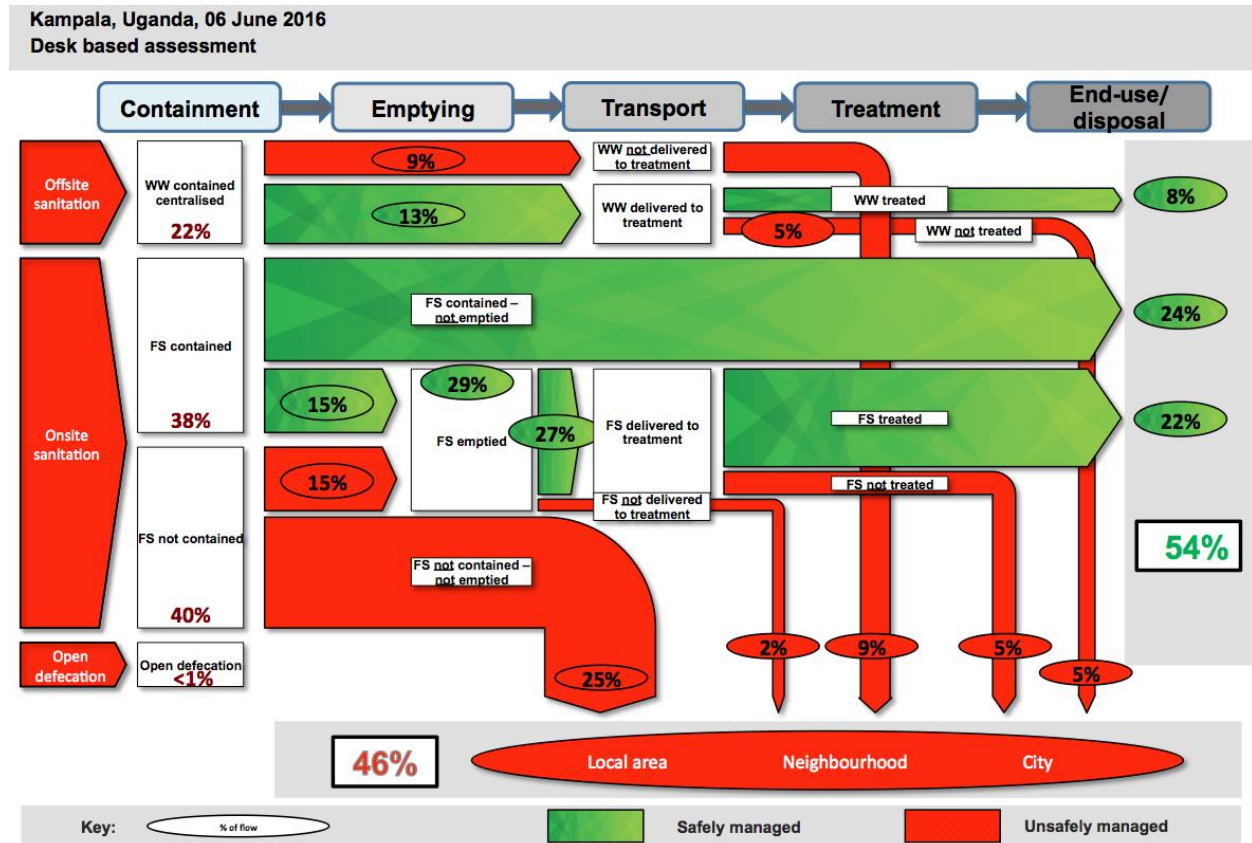 Kampala, Uganda, 06 June 2016
Desk based assessment
Containment
Emptying
Transport
Treatment
End-use/
disposal
Offsite
sanitation
WW contained
centralised
22%
9%
WW not delivered
to treatment
13%
WW delivered to
treatment
WW treated
8%
5%
WW not treated
Onsite
sanitation
FS contained
38%
FS contained –
not emptied
24%
15%
29%
FS emptied
27%
FS delivered to
treatment
FS treated
22%
15%
FS not treated
FS not delivered
to treatment
FS not contained
40%
FS not contained –
not emptied
54%
Open
defecation
Open defecation
<1%
25%
2%
9%
5%
5%
46%
Local area
Neighbourhood
City
Key:
% of flow
Safely managed
Unsafely managed